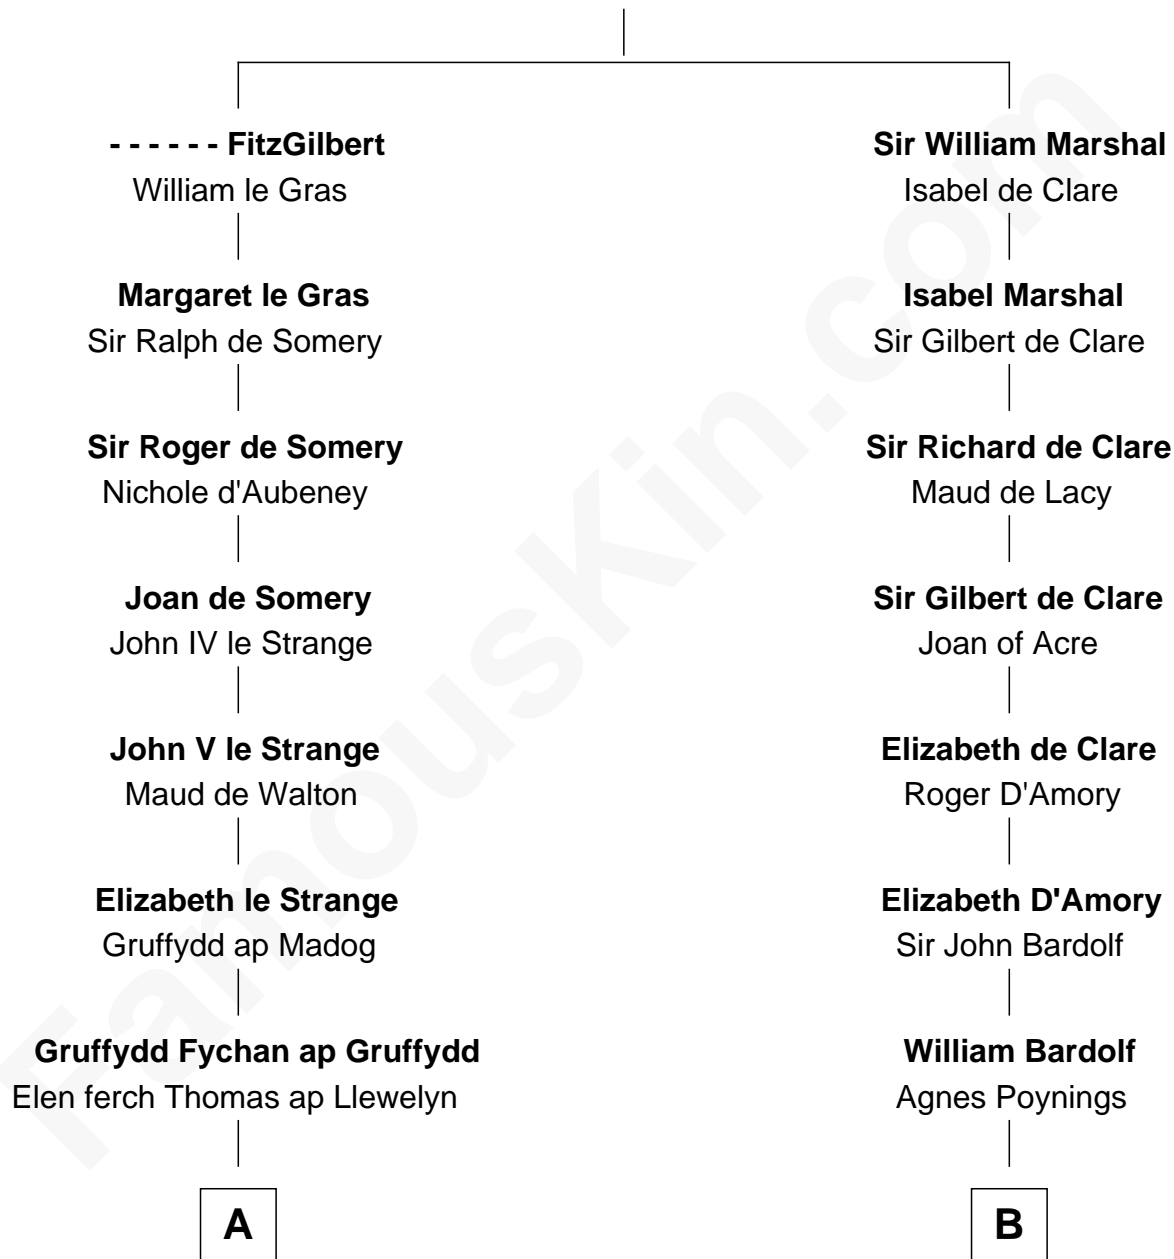 - - - - - - FitzGilbert
William le Gras
Margaret le Gras
Sir Ralph de Somery
Sir Roger de Somery
Nichole d'Aubeney
Joan de Somery
John IV le Strange
John V le Strange
Maud de Walton
Elizabeth le Strange
Gruffydd ap Madog
Gruffydd Fychan ap Gruffydd
Elen ferch Thomas ap Llewelyn
A
Sir William Marshal
Isabel de Clare
Isabel Marshal
Sir Gilbert de Clare
Sir Richard de Clare
Maud de Lacy
Sir Gilbert de Clare
Joan of Acre
Elizabeth de Clare
Roger D'Amory
Elizabeth D'Amory
Sir John Bardolf
William Bardolf
Agnes Poynings
B
FamousKin.com